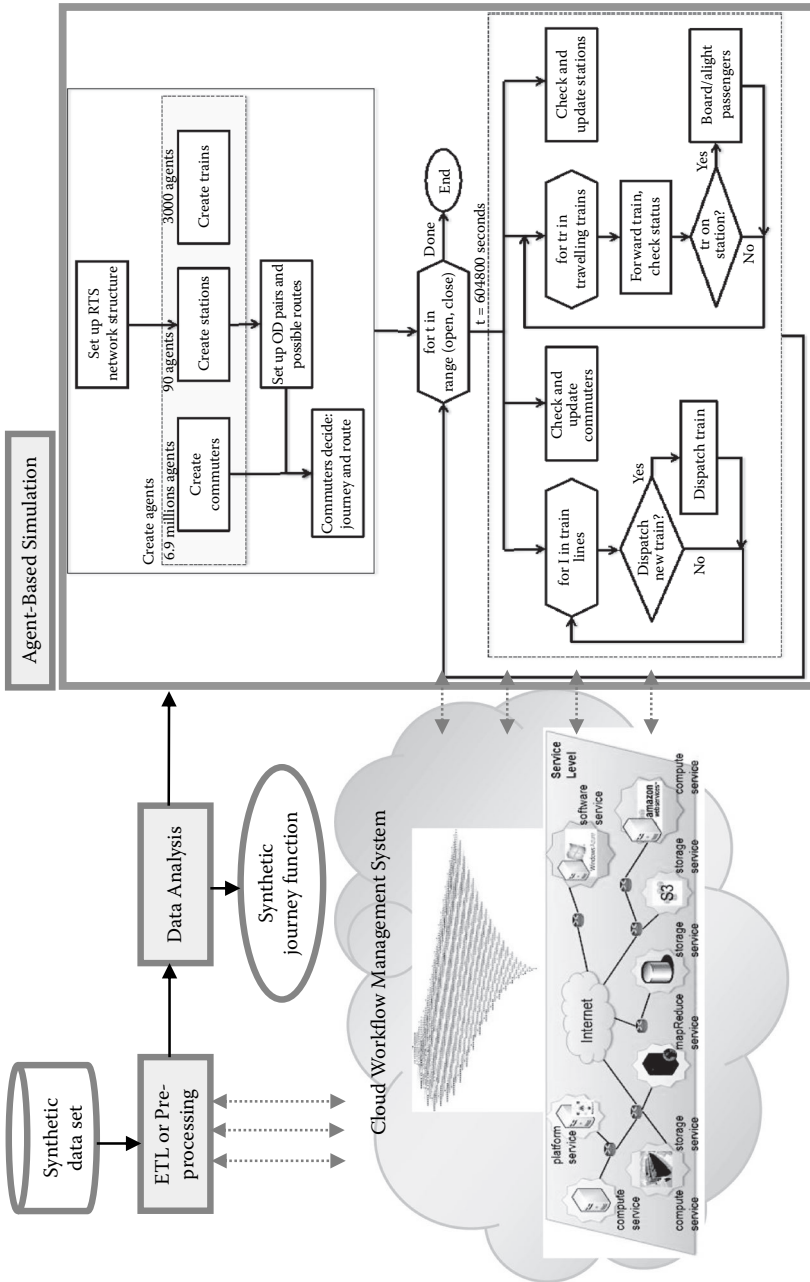 Synthetic
data set
ETL or Pre-
processing
Data Analysis
Synthetic
journey function
Agent-Based Simulation
Set up RTS
network structure
Create agents
6.9 millions agents
90 agents
3000 agents
Create
commuters
Create stations
Create trains
Set up OD pairs and
possible routes
Commuters decide:
journey and route
for t in
range (open, close)
Done
End
t = 604800 seconds
for I in train
lines
Dispatch
new train?
Yes
No
Dispatch train
Check and
update
commuters
for tr in
travelling trains
Forward train,
check status
tr on
station?
Yes
No
Board/alight
passengers
Check and
update stations
Cloud Workflow Management System
Service
Level
software
service
WindowsAzure
platform
service
Internet
compute
service
amazon
webservices
S3
compute
service
storage
service
mapReduce
service
storage
service
storage
service
compute
service